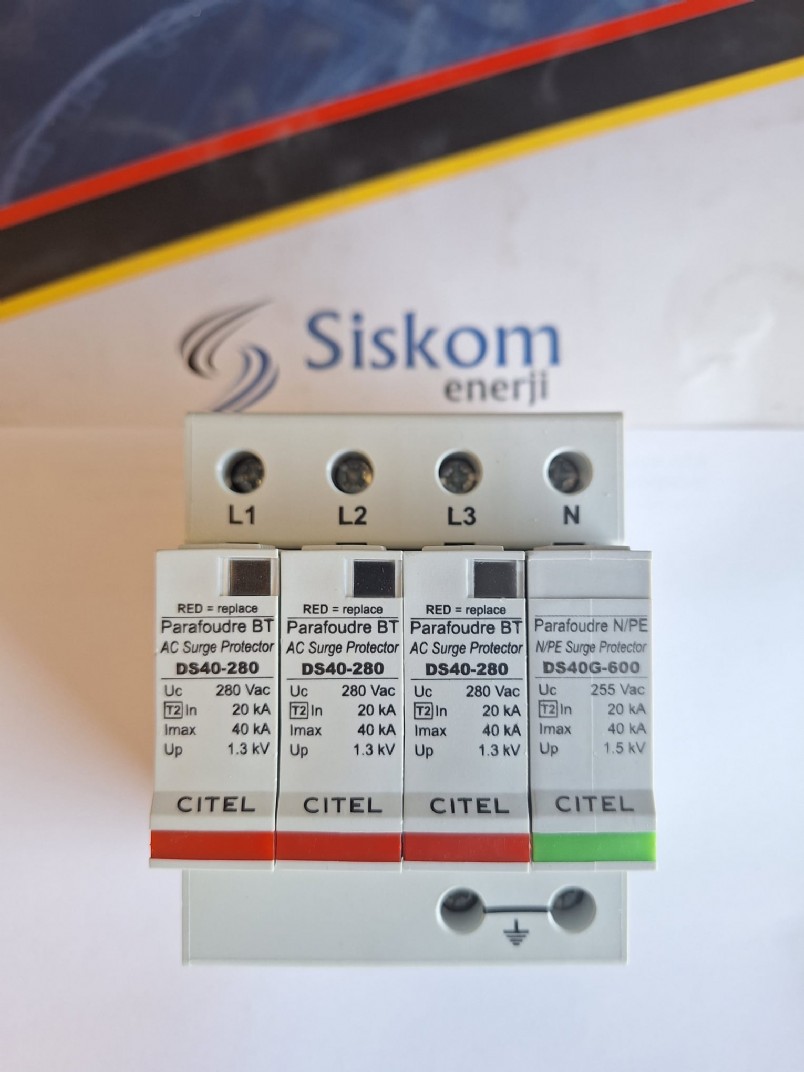 Siskom
enerji
L1 L2 L3 N
RED = replace
Parafoudre BT
AC Surge Protector
DS40-280
Uc 280 Vac
T2 In 20 kA
Imax 40 kA
Up 1.3 kV
CITEL
RED = replace
Parafoudre BT
AC Surge Protector
DS40-280
Uc 280 Vac
T2 In 20 kA
Imax 40 kA
Up 1.3 kV
CITEL
RED = replace
Parafoudre BT
AC Surge Protector
DS40-280
Uc 280 Vac
T2 In 20 kA
Imax 40 kA
Up 1.3 kV
CITEL
Parafoudre N/PE
N/PE Surge Protector
DS40G-600
Uc 255 Vac
T2 In 20 kA
Imax 40 kA
Up 1.5 kV
CITEL